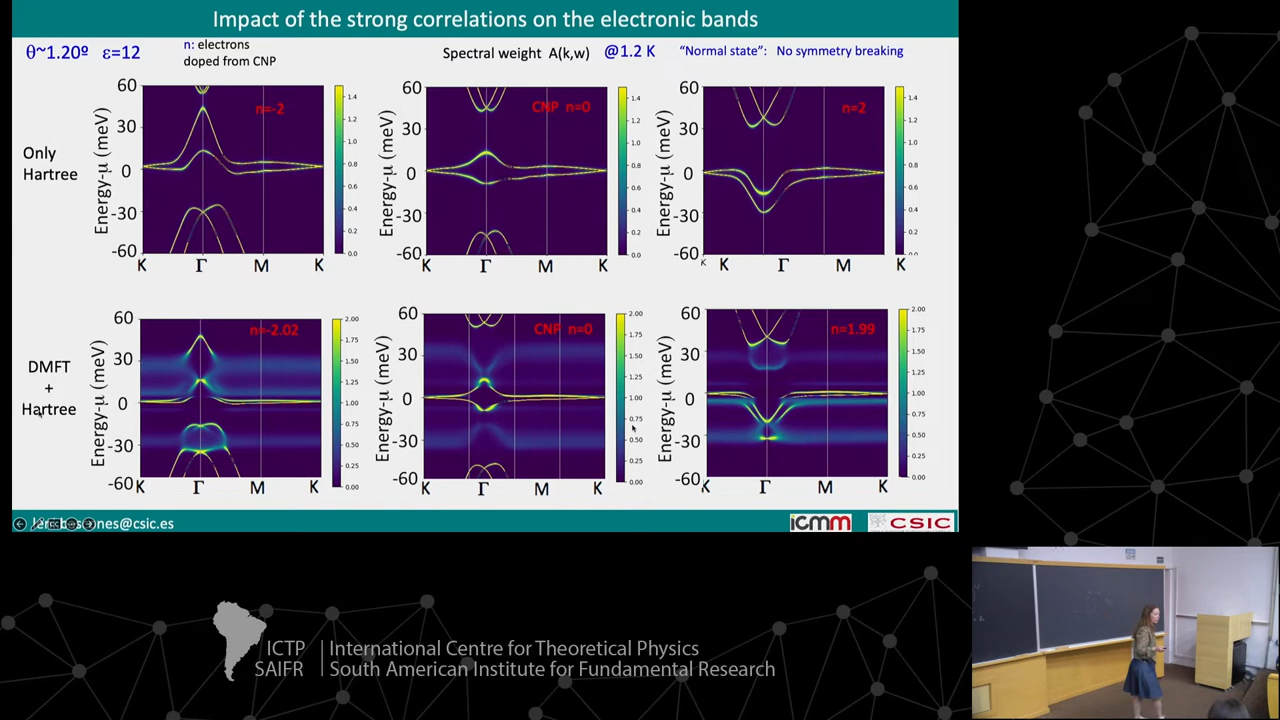 Impact of the strong correlations on the electronic bands
θ~1.20º ε=12
n: electrons
doped from CNP
Spectral weight A(k,w) @1.2 K
"Normal state": No symmetry breaking
Only
Hartree
Energy-μ (meV)
60
30
0
-30
-60
K Γ M K
n=-2
1.4
1.2
1.0
0.8
0.6
0.4
0.2
0.0
Energy-μ (meV)
60
30
0
-30
-60
K Γ M K
CNP n=0
1.4
1.2
1.0
0.8
0.6
0.4
0.2
0.0
Energy-μ (meV)
60
30
0
-30
-60
K K Γ M K
n=2
1.4
1.2
1.0
0.8
0.6
0.4
0.2
0.0
DMFT
+
Hartree
Energy-μ (meV)
60
30
0
-30
-60
K Γ M K
n=-2.02
2.00
1.75
1.50
1.25
1.00
0.75
0.50
0.25
0.00
Energy-μ (meV)
60
30
0
-30
-60
K Γ M K
CNP n=0
2.00
1.75
1.50
1.25
1.00
0.75
0.50
0.25
0.00
Energy-μ (meV)
60
30
0
-30
-60
K Γ M K
n=1.99
2.00
1.75
1.50
1.25
1.00
0.75
0.50
0.25
0.00
icmm
CSIC
ICTP
SAIFR
International Centre for Theoretical Physics
South American Institute for Fundamental Research